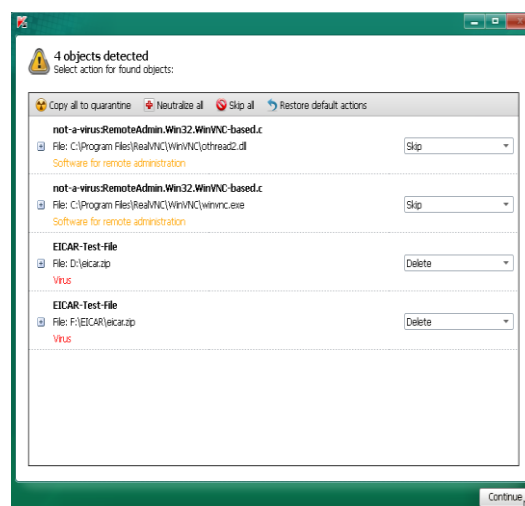 4 objects detected
Select action for found objects:
Copy all to quarantine Neutralize all Skip all Restore default actions
not-a-virus:RemoteAdmin.Win32.WinVNC-based.c
File: C:\Program Files\RealVNC\WinVNC\othread2.dll Skip
Software for remote administration
not-a-virus:RemoteAdmin.Win32.WinVNC-based.c
File: C:\Program Files\RealVNC\WinVNC\winvnc.exe Skip
Software for remote administration
EICAR-Test-File
File: D:\eicar.zip Delete
Virus
EICAR-Test-File
File: F:\EICAR\eicar.zip Delete
Virus
Continue